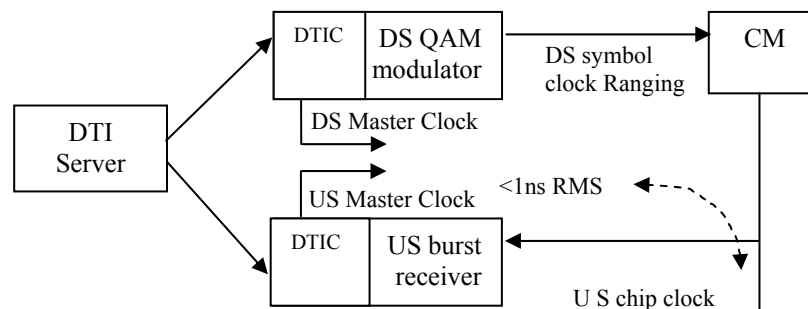 DTIC
DS QAM
modulator
CM
DS symbol
clock Ranging
DTI
Server
DS Master Clock
US Master Clock
<1ns RMS
DTIC
US burst
receiver
U S chip clock